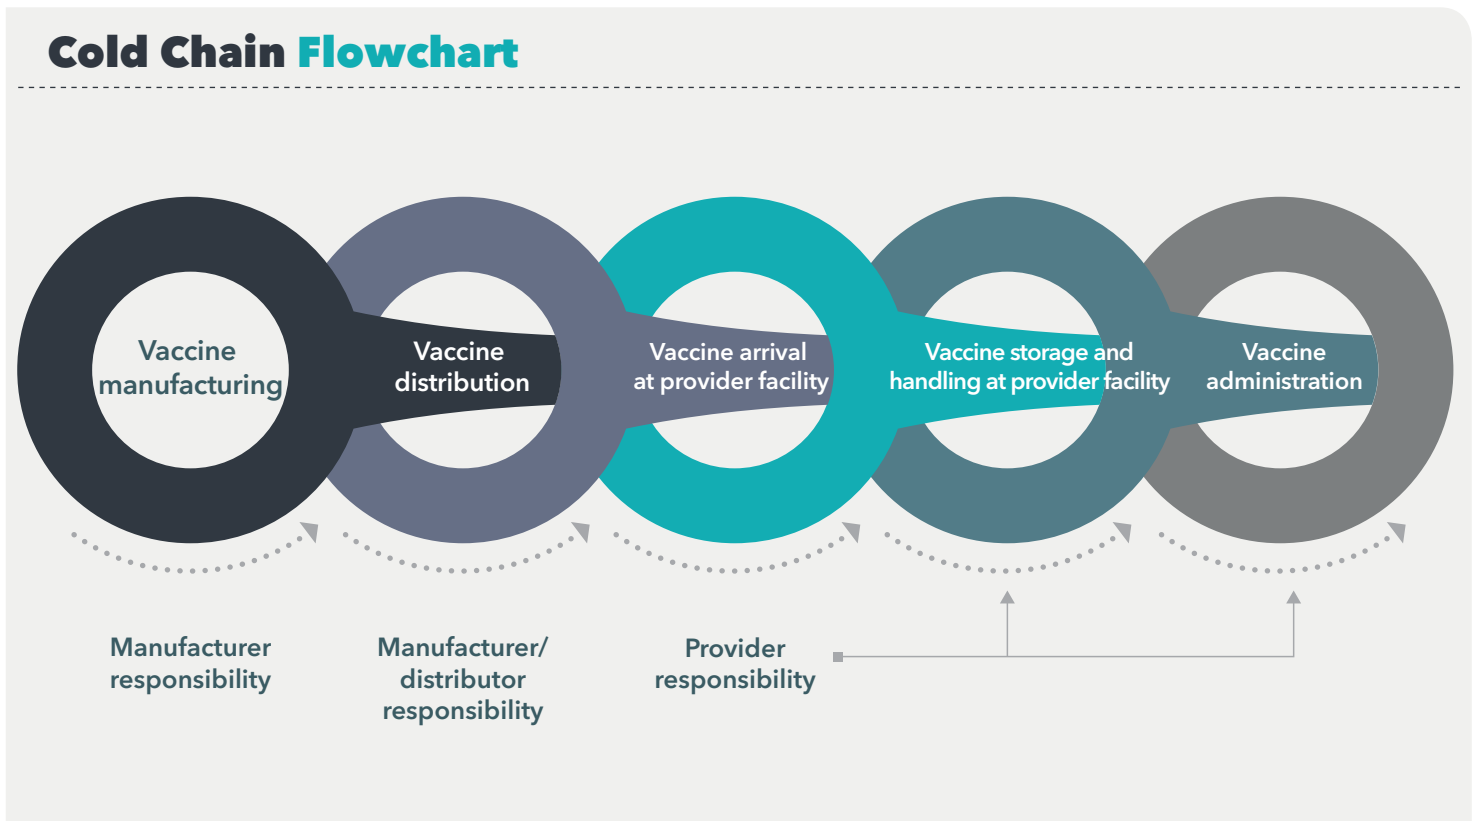 Cold Chain Flowchart
Vaccine
manufacturing
Vaccine
distribution
Vaccine arrival
at provider facility
Vaccine storage and
handling at provider facility
Vaccine
administration
Manufacturer
responsibility
Manufacturer/
distributor
responsibility
Provider
responsibility